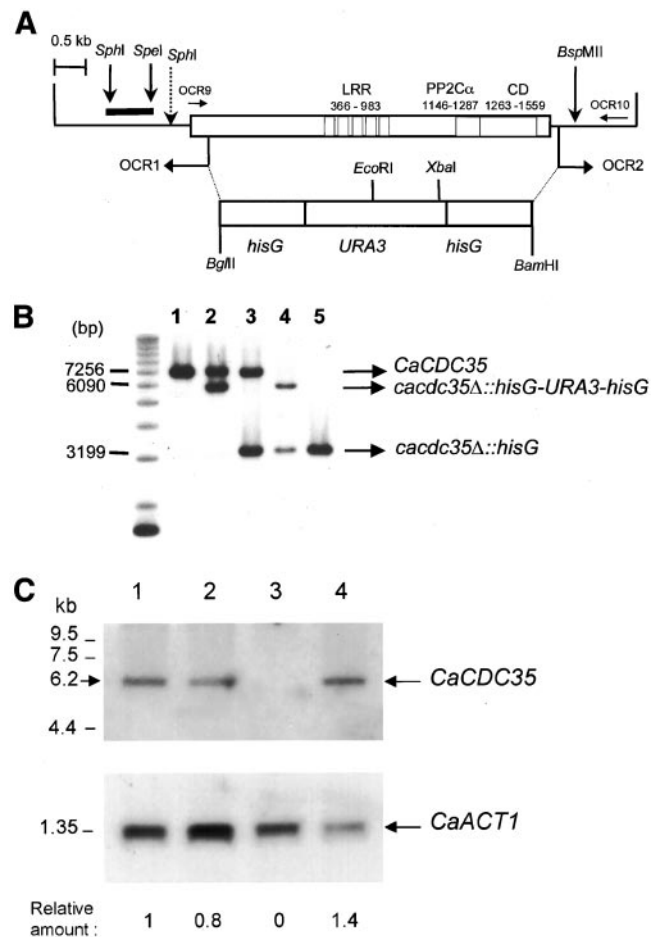 A
0.5 kb
SphI
SpeI
SphI
BspMII
OCR9
LRR
366 - 983
PP2Cα
1146-1287
CD
1263 -1559
OCR10
OCR1
OCR2
EcoRI
XbaI
hisG
URA3
hisG
BglII
BamHI
B
(bp)
1 2 3 4 5
7256
CaCDC35
6090
cacdc35Δ::hisG-URA3-hisG
3199
cacdc35Δ::hisG
C
kb
1 2 3 4
9.5
7.5
6.2
CaCDC35
4.4
1.35
CaACT1
Relative
amount : 1 0.8 0 1.4